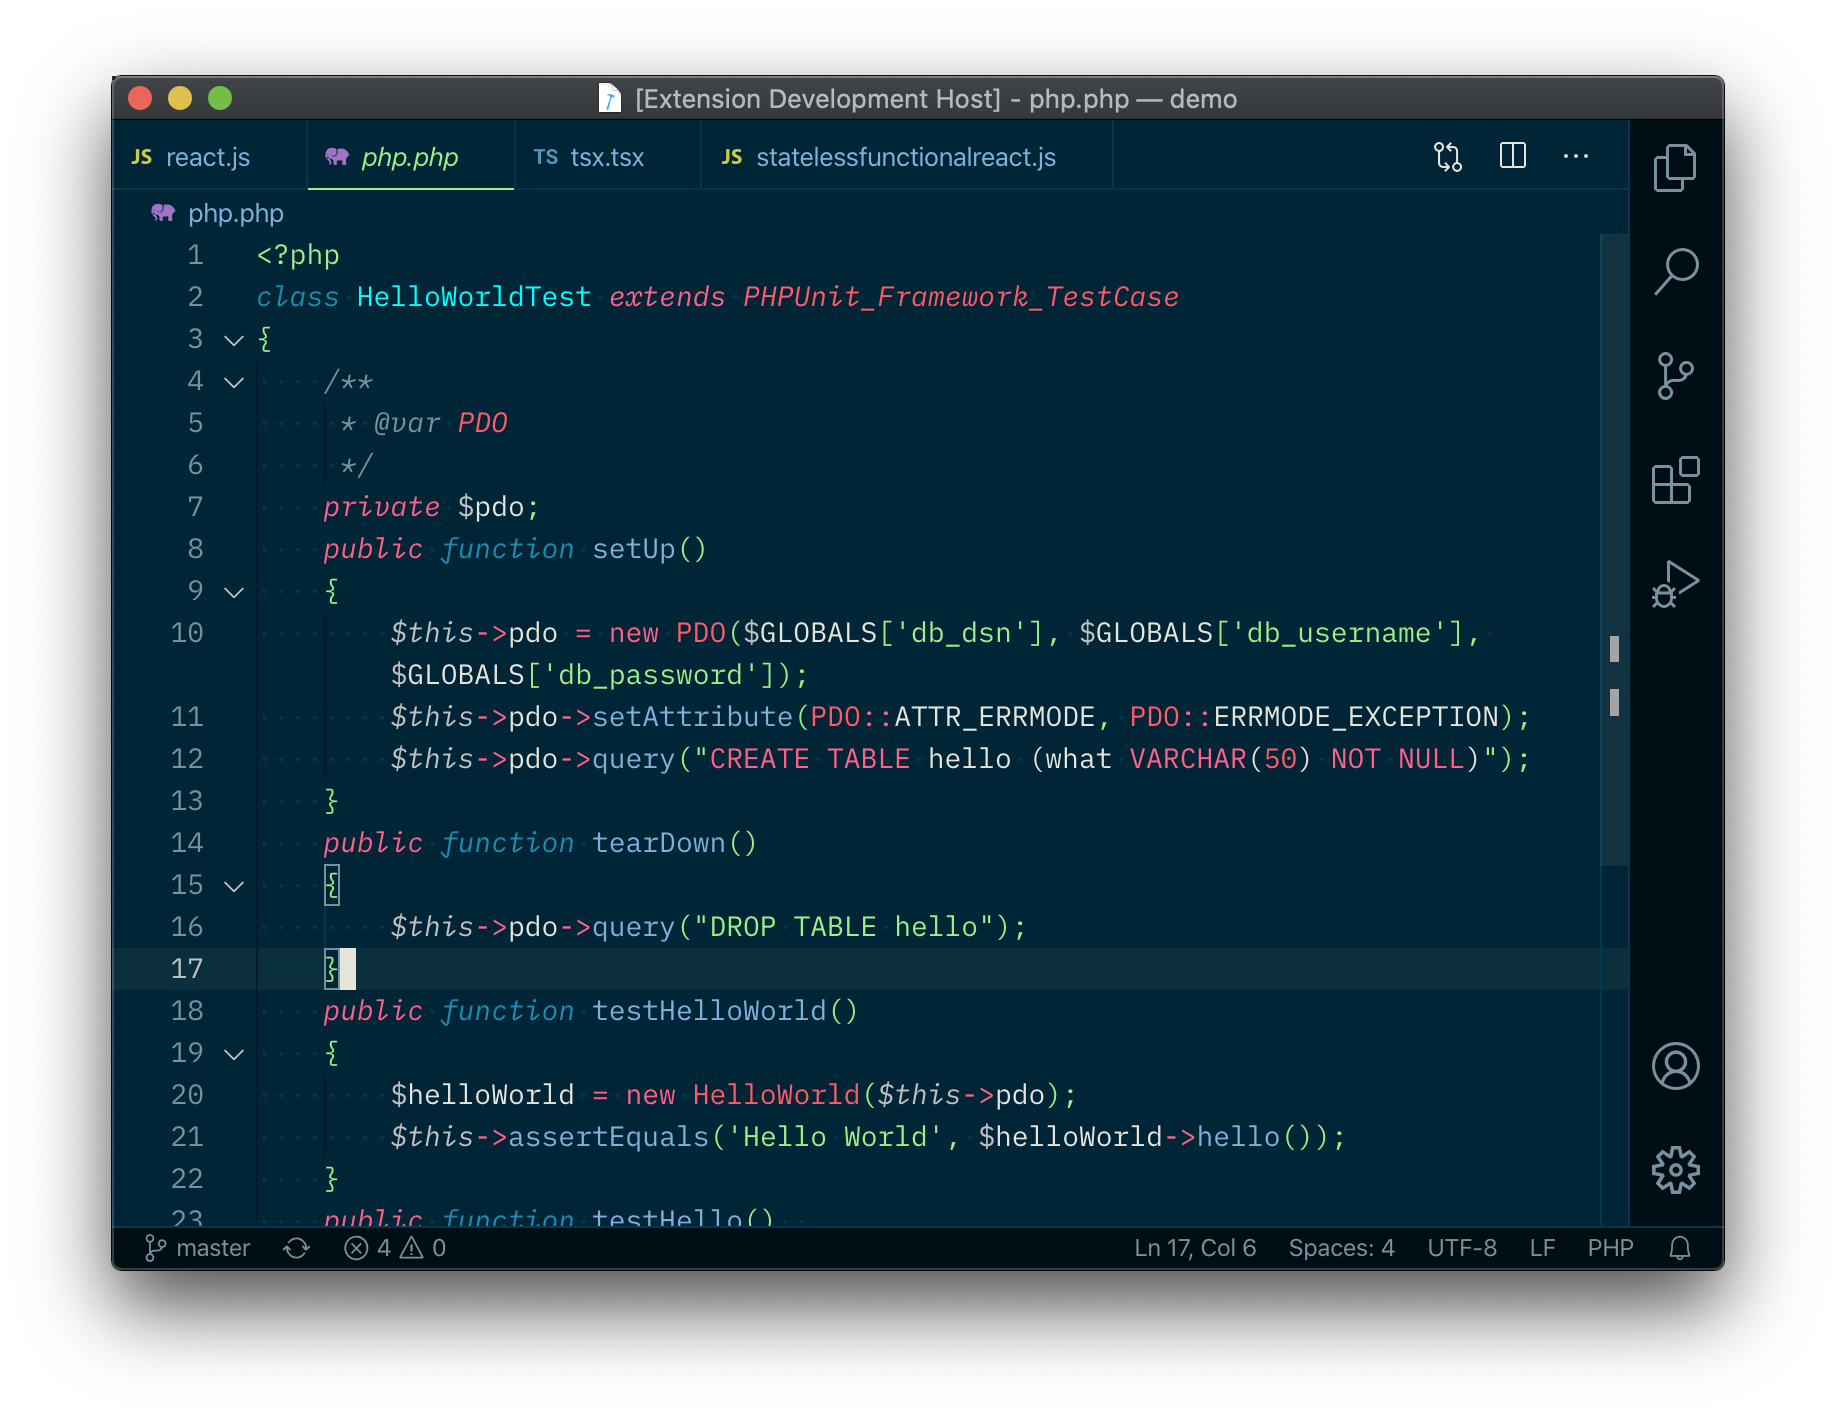 [Extension Development Host] - php.php — demo
JS react.js
php.php
TS tsx.tsx
JS statelessfunctionalreact.js
php.php
1 <?php
2 class HelloWorldTest extends PHPUnit_Framework_TestCase
3 {
4     /**
5      * @var PDO
6      */
7     private $pdo;
8     public function setUp()
9     {
10         $this->pdo = new PDO($GLOBALS['db_dsn'], $GLOBALS['db_username'],
$GLOBALS['db_password']);
11         $this->pdo->setAttribute(PDO::ATTR_ERRMODE, PDO::ERRMODE_EXCEPTION);
12         $this->pdo->query("CREATE TABLE hello (what VARCHAR(50) NOT NULL)");
13     }
14     public function tearDown()
15     {
16         $this->pdo->query("DROP TABLE hello");
17     }
18     public function testHelloWorld()
19     {
20         $helloWorld = new HelloWorld($this->pdo);
21         $this->assertEquals('Hello World', $helloWorld->hello());
22     }
23     public function testHello()
master 4 0 Ln 17, Col 6 Spaces: 4 UTF-8 LF PHP